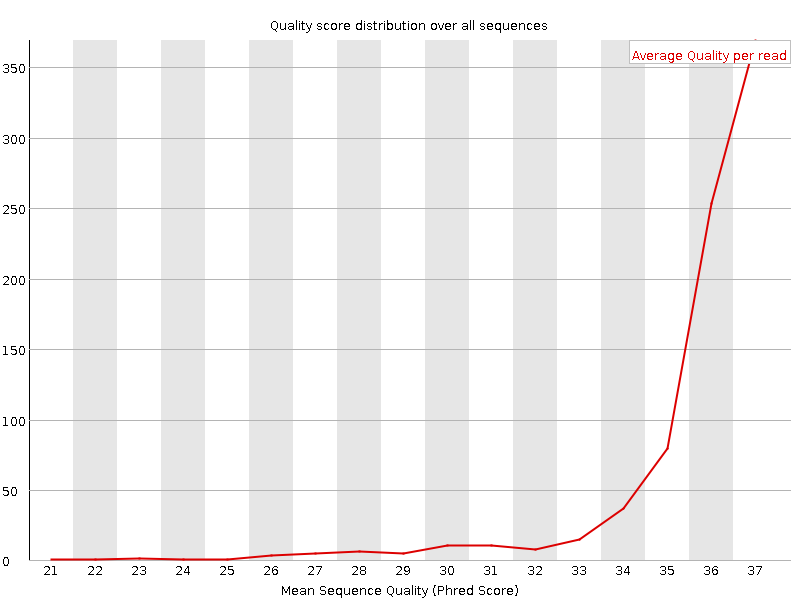 Quality score distribution over all sequences
Average Quality per read
350
300
250
200
150
100
50
0
21 22 23 24 25 26 27 28 29 30 31 32 33 34 35 36 37
Mean Sequence Quality (Phred Score)